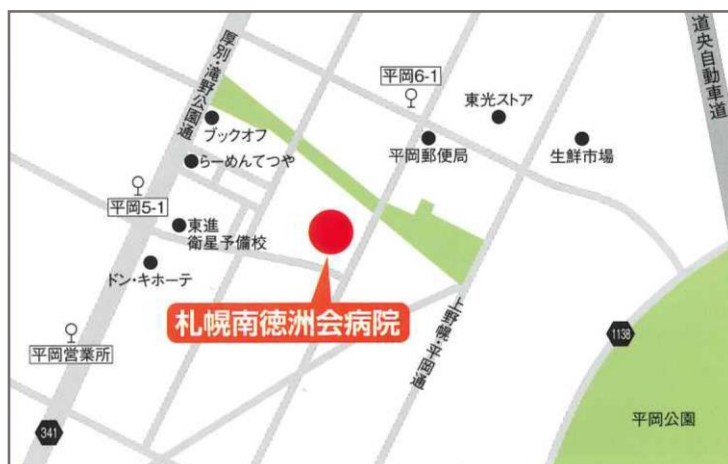 厚別・滝野公園通
道央自動車道
平岡6-1
東光ストア
ブックオフ
平岡郵便局
生鮮市場
らーめんてつや
平岡5-1
東進
衛星予備校
ドン・キホーテ
札幌南徳洲会病院
上野幌・平岡通
平岡営業所
1138
平岡公園
341